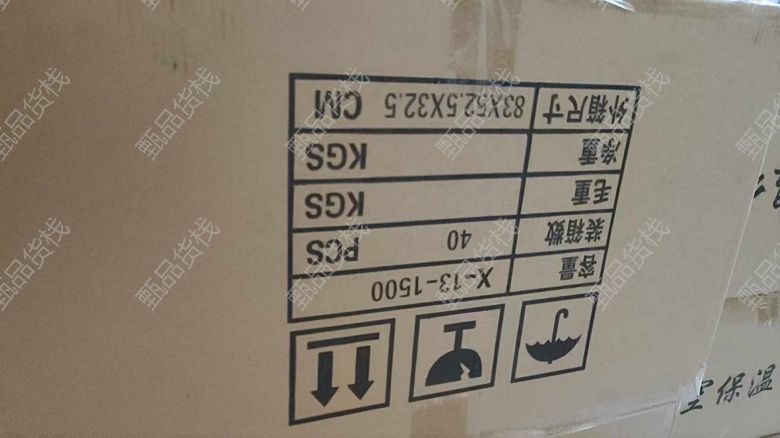 容量 X-13-1500
装箱数 40 PCS
毛重 KGS
净重 KGS
外箱尺寸 83X52.5X32.5 CM
空保温
甄品货栈